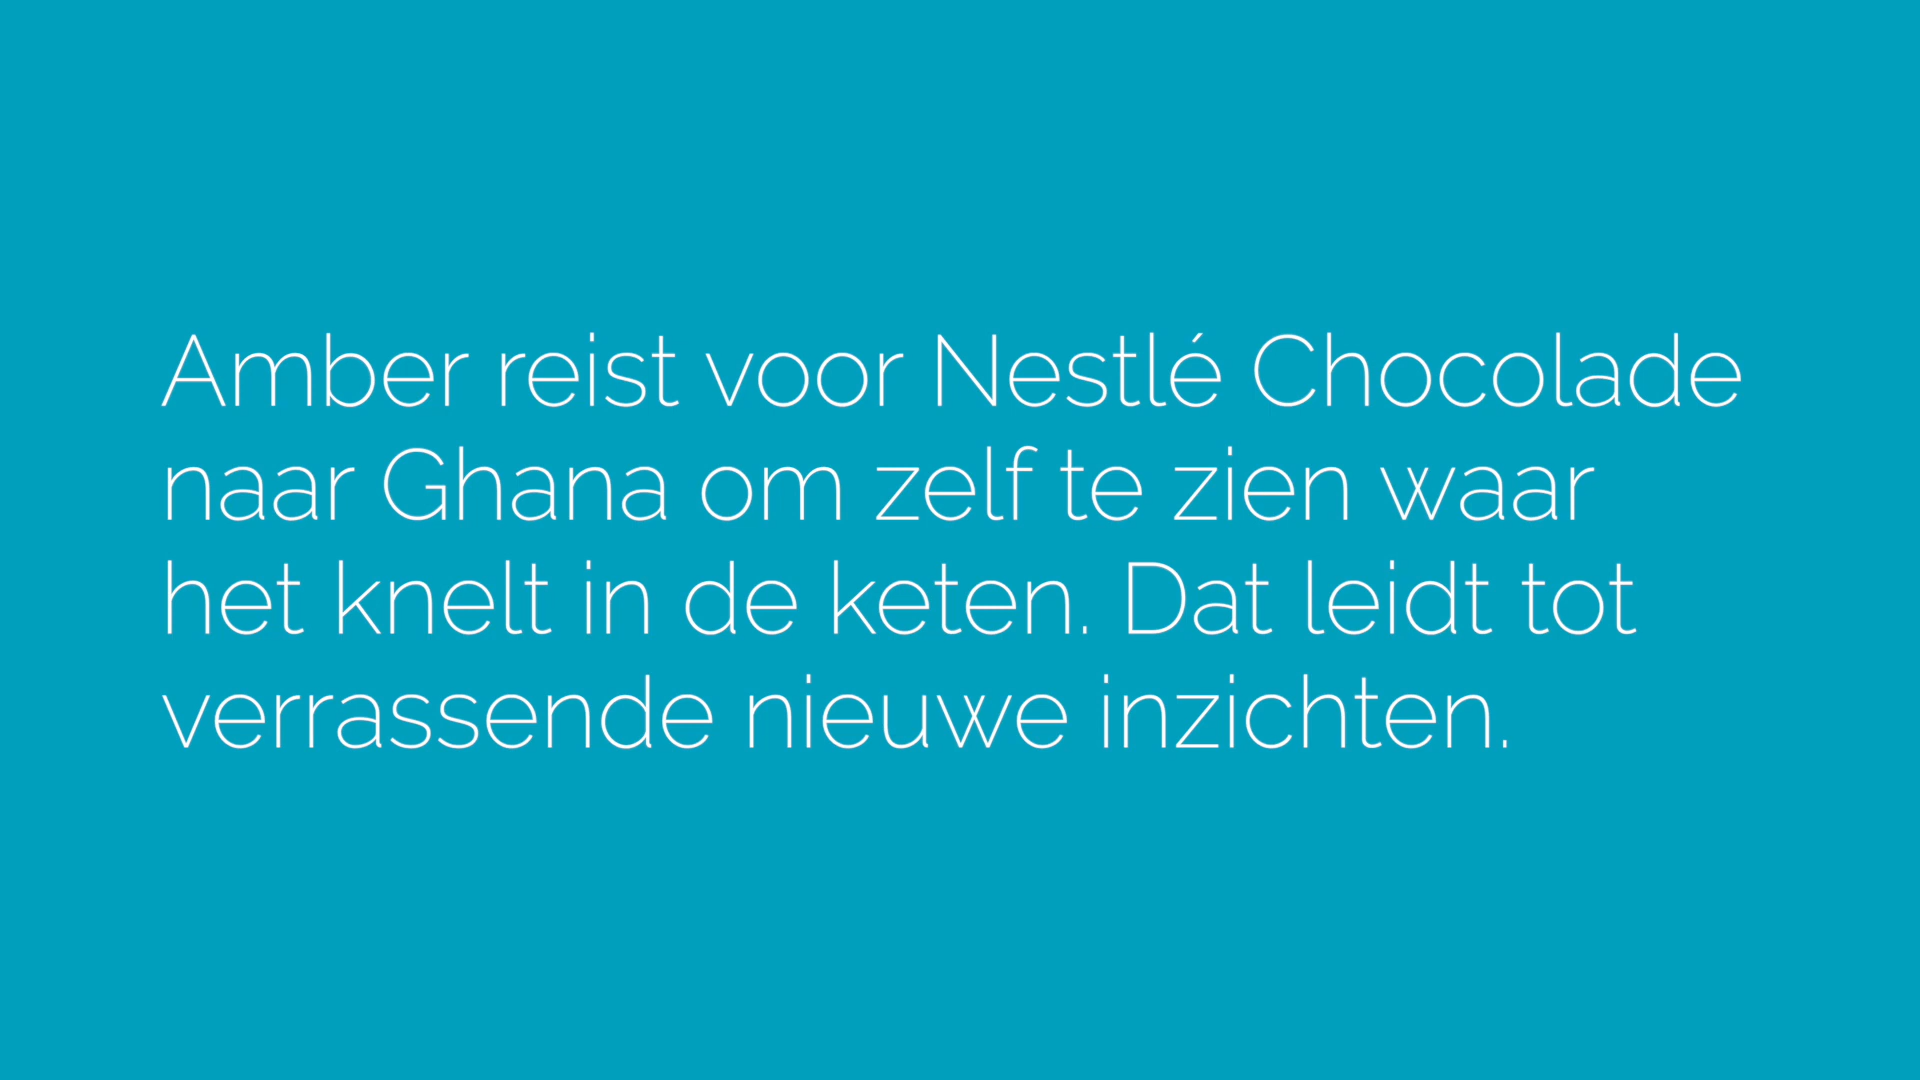 Amber reist voor Nestlé Chocolade
naar Ghana om zelf te zien waar
het knelt in de keten. Dat leidt tot
verrassende nieuwe inzichten.